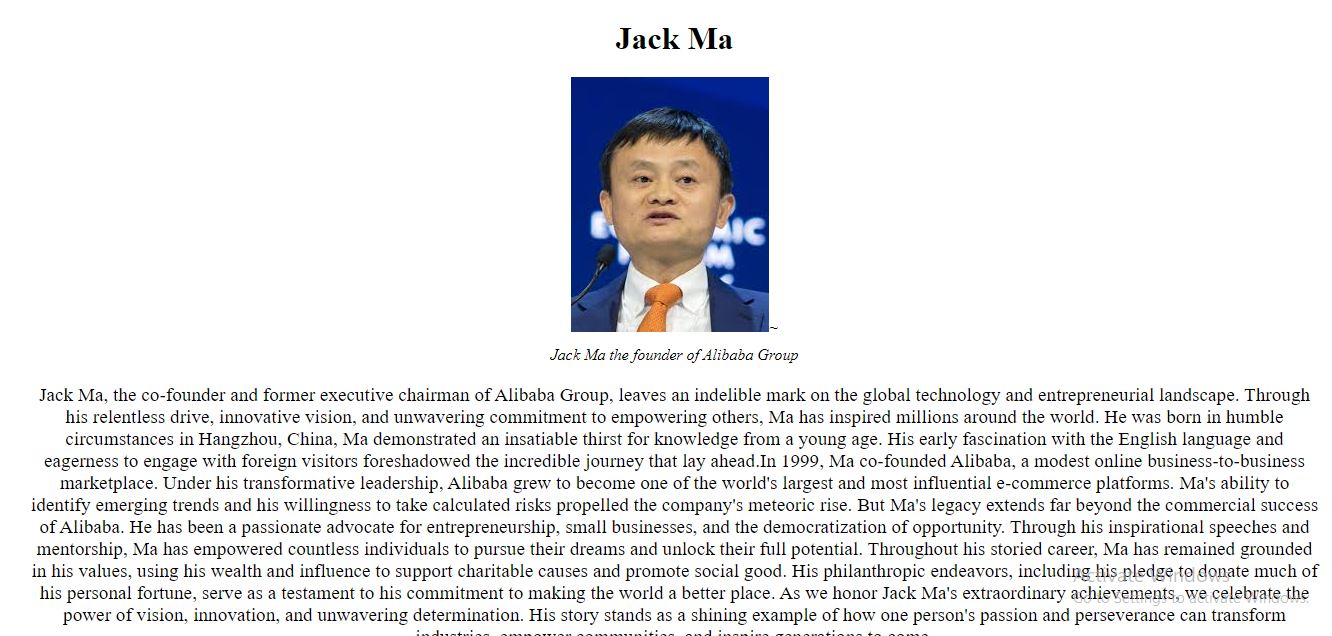 Jack Ma
~
Jack Ma the founder of Alibaba Group
Jack Ma, the co-founder and former executive chairman of Alibaba Group, leaves an indelible mark on the global technology and entrepreneurial landscape. Through
his relentless drive, innovative vision, and unwavering commitment to empowering others, Ma has inspired millions around the world. He was born in humble
circumstances in Hangzhou, China, Ma demonstrated an insatiable thirst for knowledge from a young age. His early fascination with the English language and
eagerness to engage with foreign visitors foreshadowed the incredible journey that lay ahead.In 1999, Ma co-founded Alibaba, a modest online business-to-business
marketplace. Under his transformative leadership, Alibaba grew to become one of the world's largest and most influential e-commerce platforms. Ma's ability to
identify emerging trends and his willingness to take calculated risks propelled the company's meteoric rise. But Ma's legacy extends far beyond the commercial success
of Alibaba. He has been a passionate advocate for entrepreneurship, small businesses, and the democratization of opportunity. Through his inspirational speeches and
mentorship, Ma has empowered countless individuals to pursue their dreams and unlock their full potential. Throughout his storied career, Ma has remained grounded
in his values, using his wealth and influence to support charitable causes and promote social good. His philanthropic endeavors, including his pledge to donate much of
his personal fortune, serve as a testament to his commitment to making the world a better place. As we honor Jack Ma's extraordinary achievements, we celebrate the
power of vision, innovation, and unwavering determination. His story stands as a shining example of how one person's passion and perseverance can transform
industries, empower communities, and inspire generations to come.
Activate Windows
Go to Settings to activate Windows.